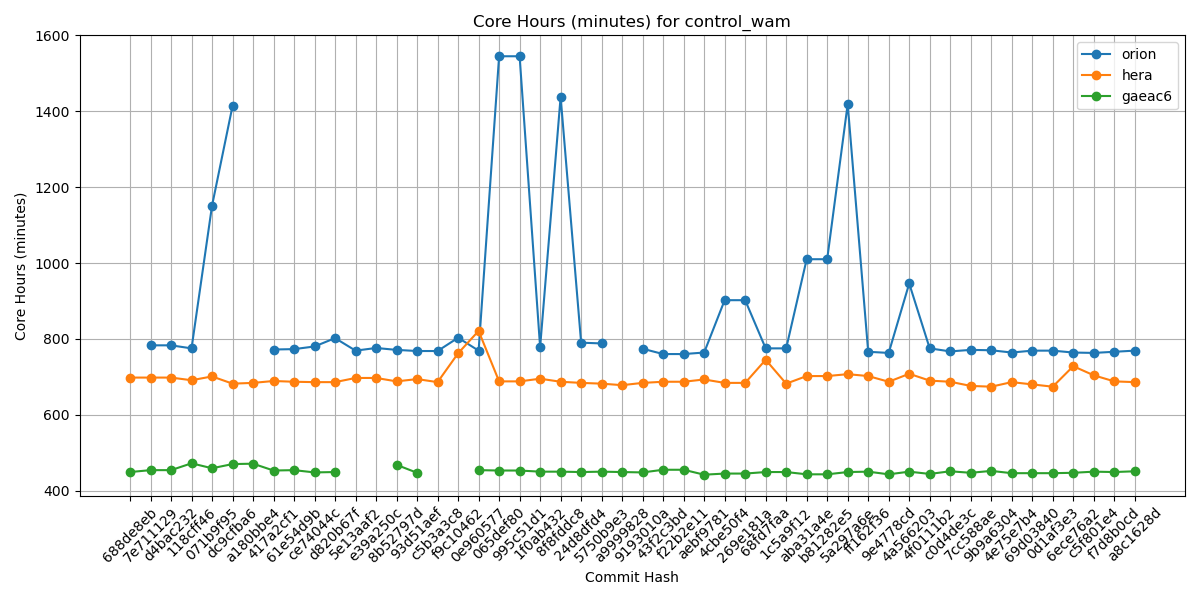 Core Hours (minutes) for control_wam
orion
hera
gaeac6
Core Hours (minutes)
1600
1400
1200
1000
800
600
400
688de8eb
7e711129
d4bac232
118cff46
071b9f95
dc9cfba6
a180bbe4
417a2cf1
61e54d9b
ce74044c
d820b67f
5e13aaf2
e39a250c
8b52797d
93d51aef
c5b3a3c8
f9c10462
0e960577
065def80
995c51d1
1f0ab432
8f8fddc8
24d8dfd4
5750b9e3
a9999828
9193010a
43f2c3bd
f22b2e11
aebf9781
4cbe50f4
269e181a
68fd7faa
1c5a9f12
aba31a4e
b81282e5
5a297a6e
ff162f36
9e4778cd
4a566203
4f011b2
c0d4de3c
7cc588ae
9b9a6304
4e75e7b4
69d03840
0d1af3e3
6ece76a2
c5f801e4
f7d8b0cd
a8c1628d
Commit Hash